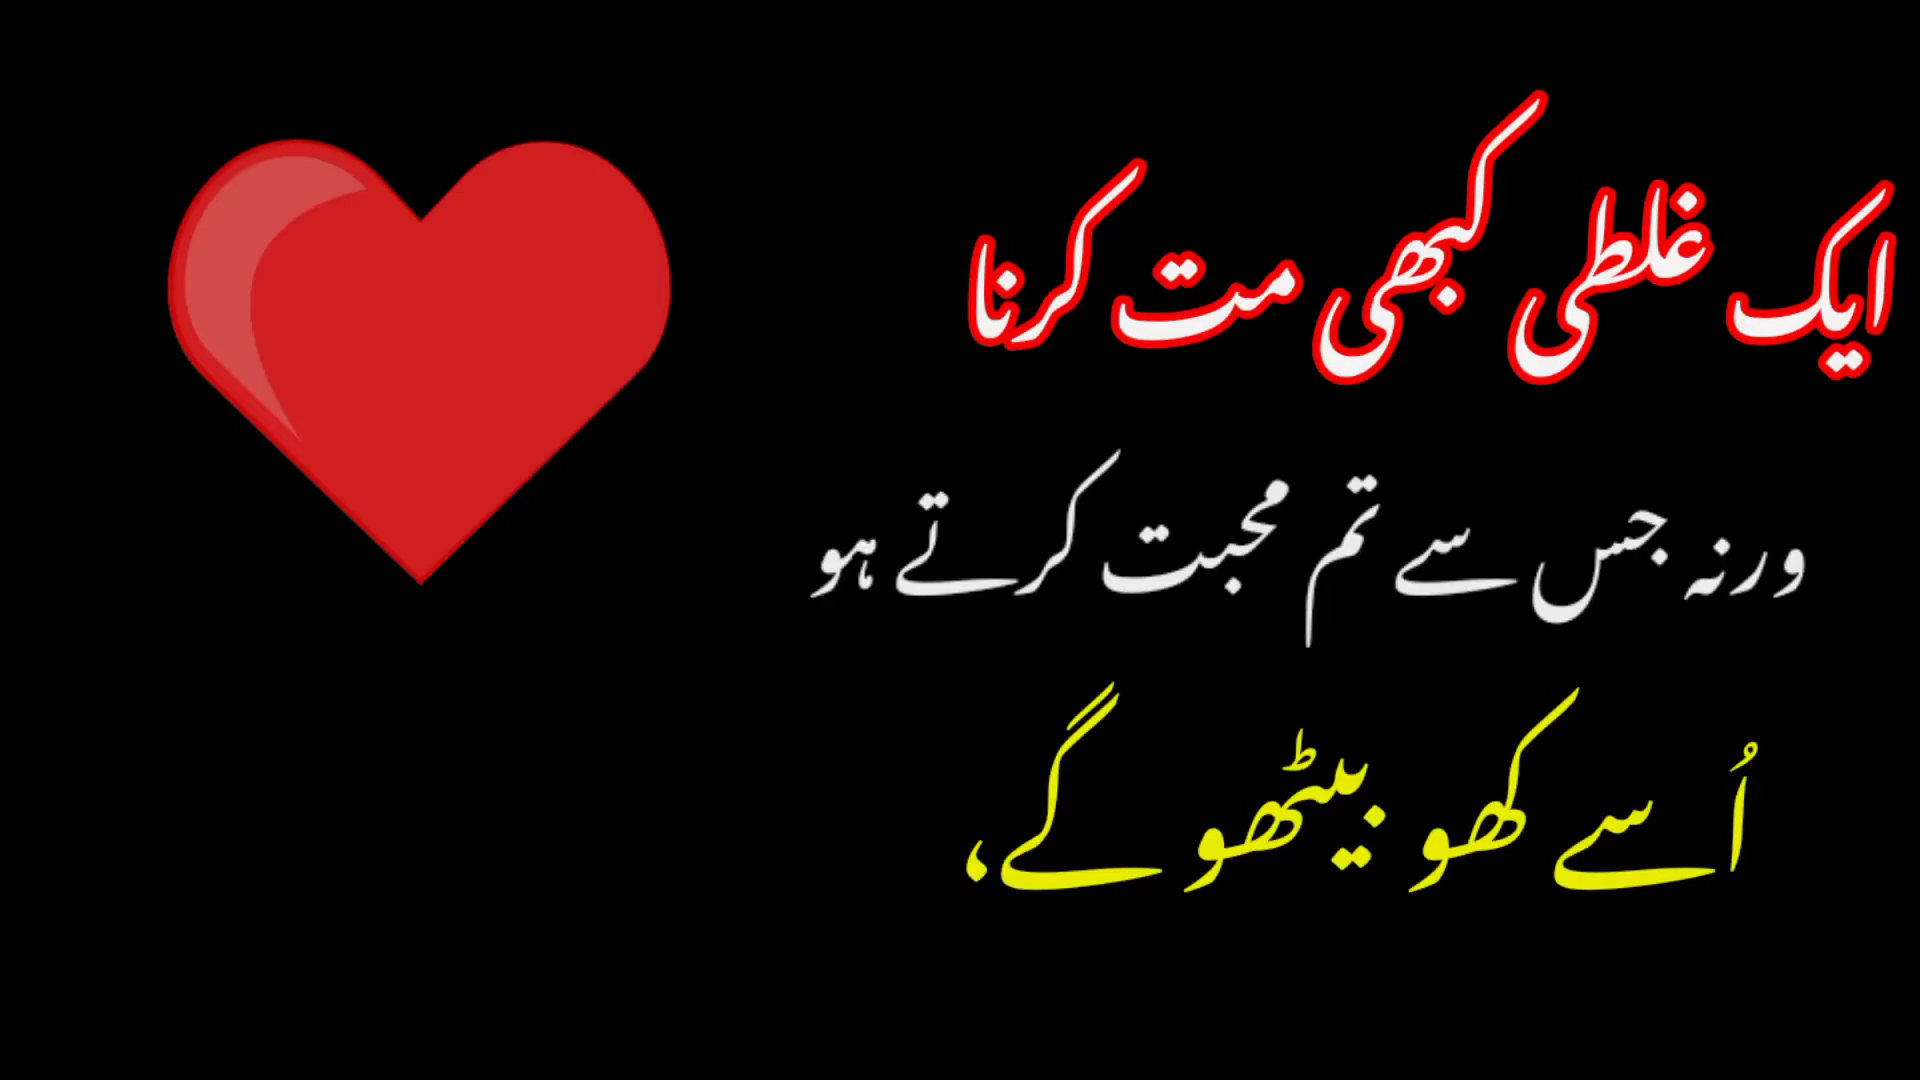 ایک غلطی کبھی مت کرنا
ورنہ جس سے تم محبت کرتے ہو
اُسے کھو بیٹھو گے،